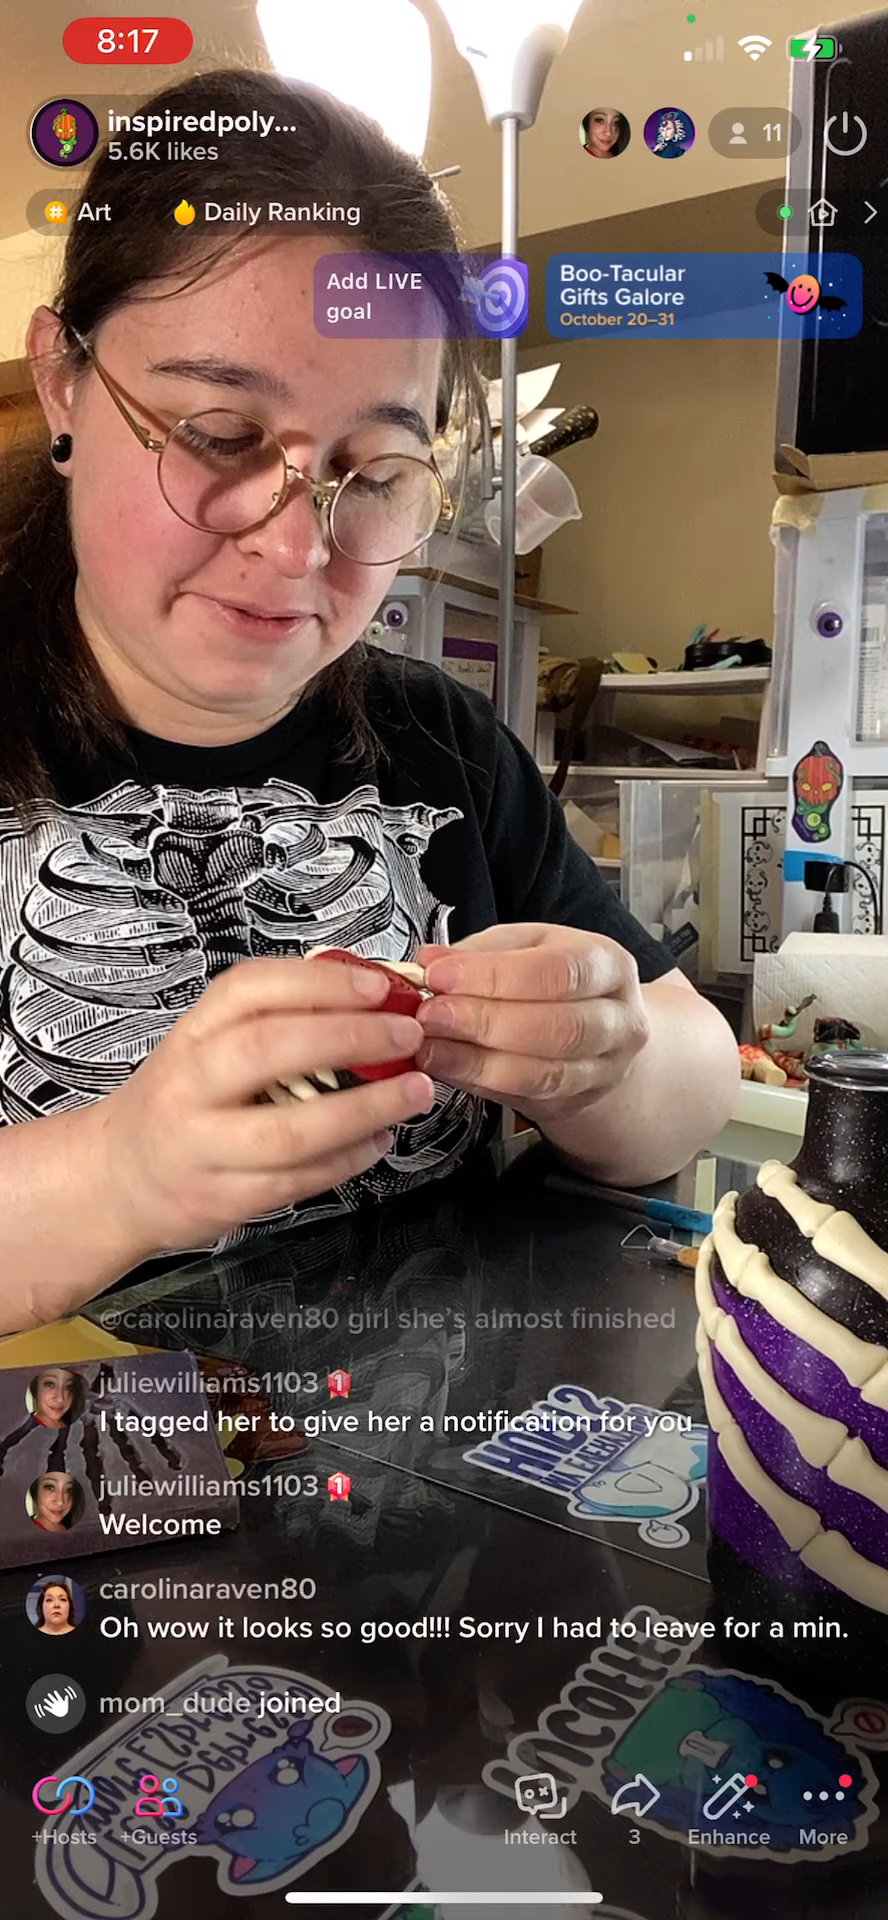 8:17
inspiredpoly...
5.6K likes
11
Art
Daily Ranking
Add LIVE
goal
Boo-Tacular
Gifts Galore
October 20–31
@carolinaraven80 girl she's almost finished
juliewilliams1103 1
I tagged her to give her a notification for you
juliewilliams1103 1
Welcome
carolinaraven80
Oh wow it looks so good!!! Sorry I had to leave for a min.
mom_dude joined
+Hosts
+Guests
Interact
3
Enhance
More